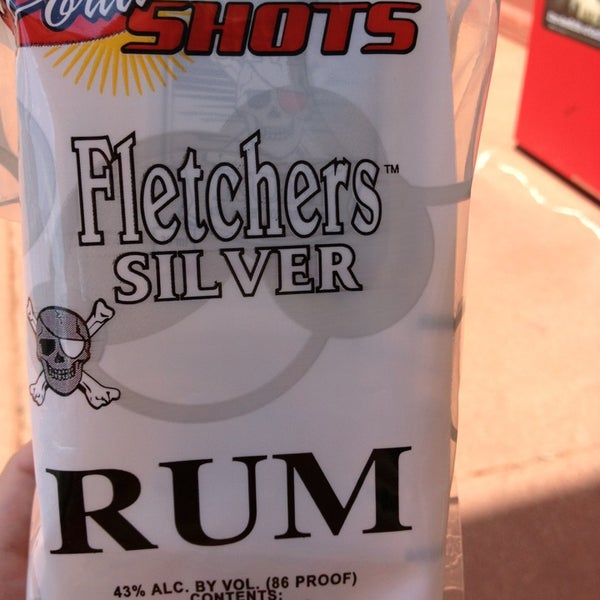 SHOTS
Fletchers™
SILVER
RUM
43% ALC. BY VOL. (86 PROOF)
CONTENTS: